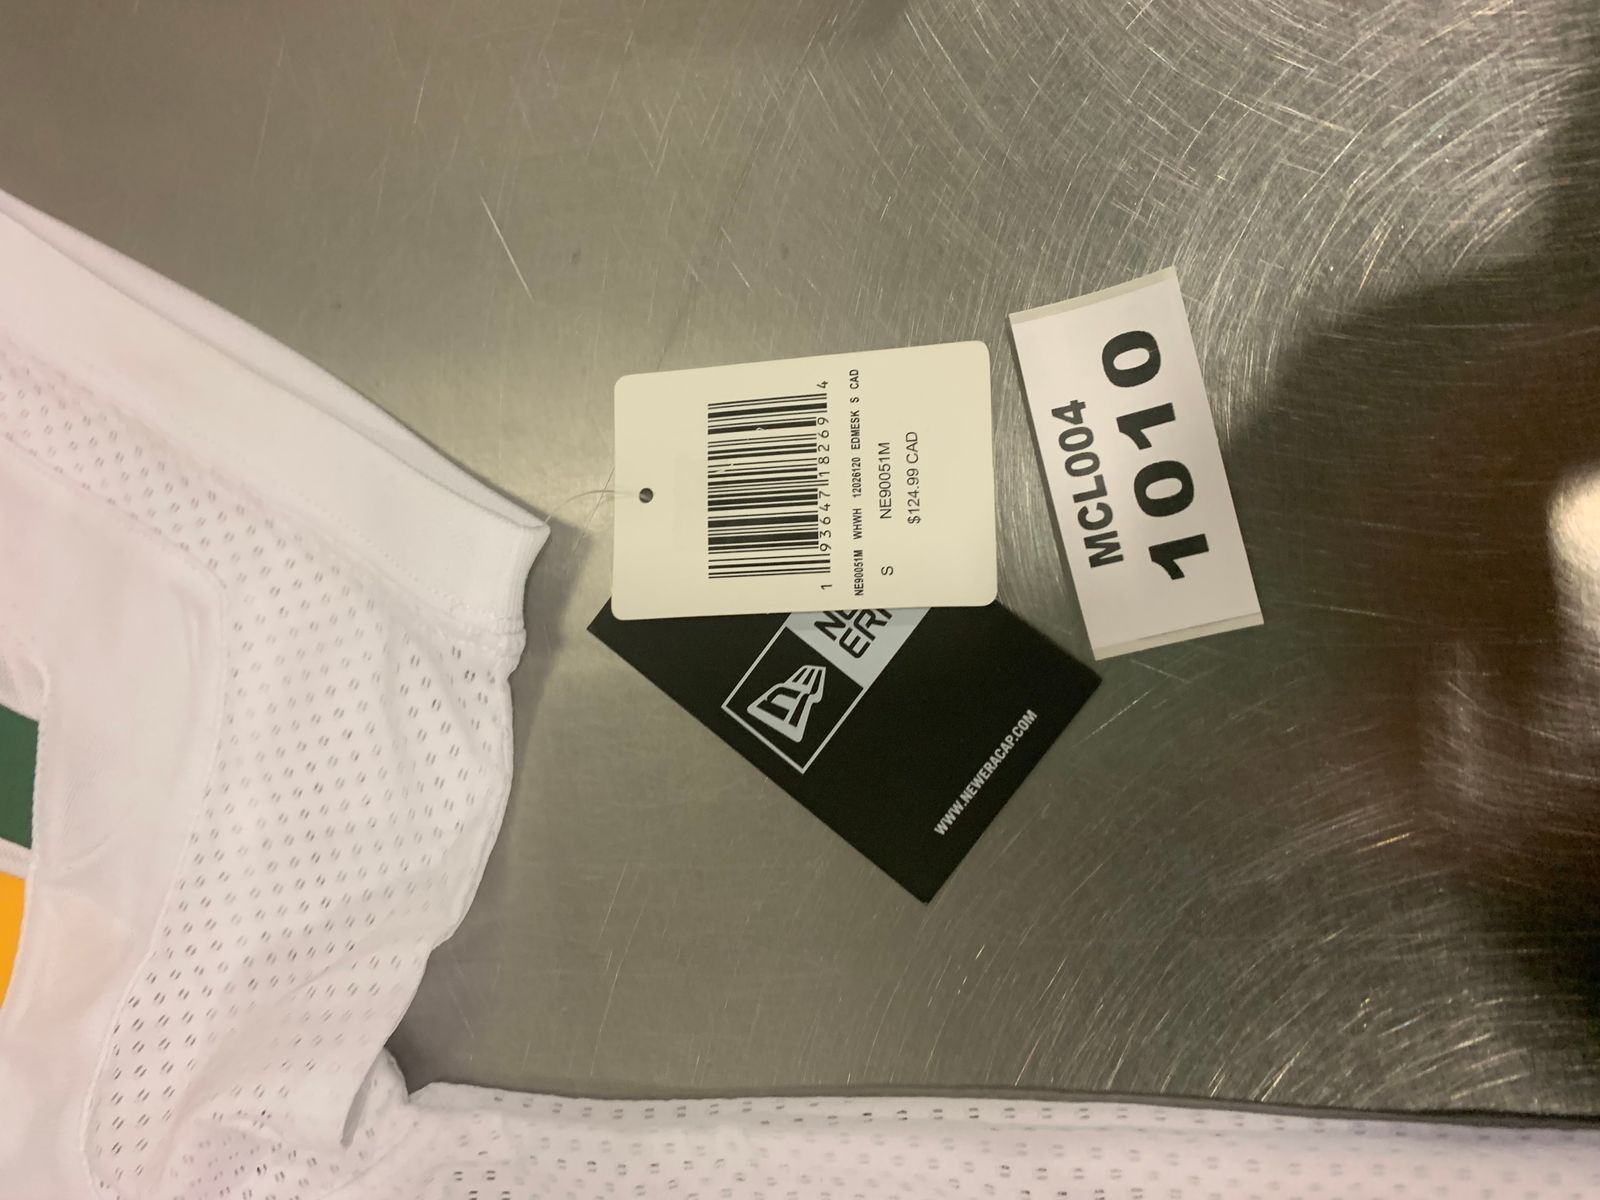 1 93647 18269 4
NE90051M WHWH 12026120 EDMESK S CAD
S NE90051M
$124.99 CAD
WWW.NEWERACAP.COM
MCL004
1010